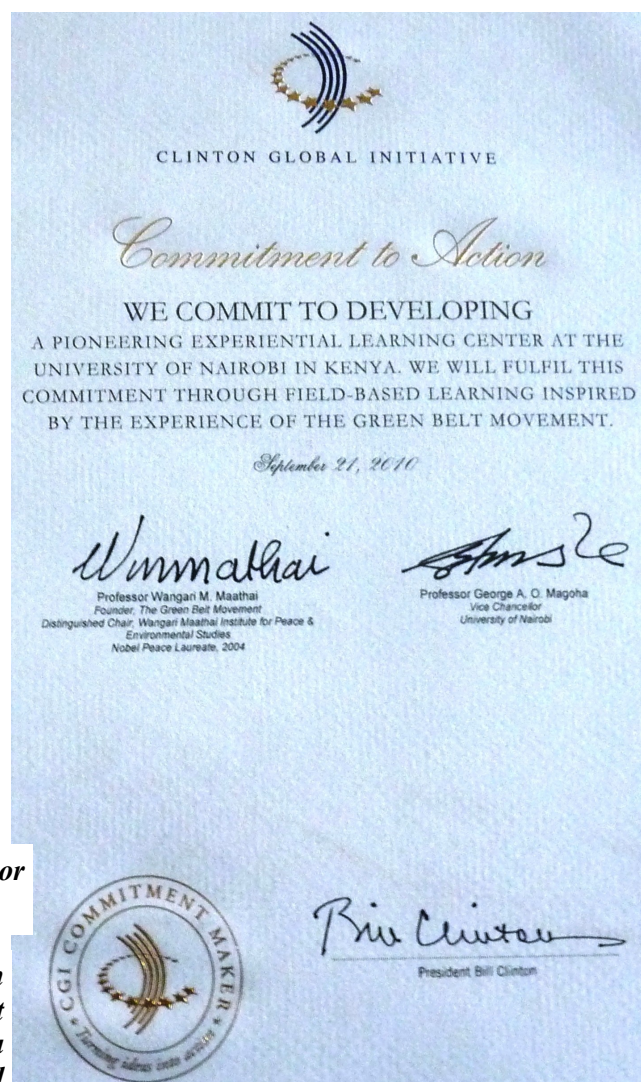 CLINTON GLOBAL INITIATIVE
Commitment to Action
WE COMMIT TO DEVELOPING
A PIONEERING EXPERIENTIAL LEARNING CENTER AT THE
UNIVERSITY OF NAIROBI IN KENYA. WE WILL FULFIL THIS
COMMITMENT THROUGH FIELD-BASED LEARNING INSPIRED
BY THE EXPERIENCE OF THE GREEN BELT MOVEMENT.
September 21, 2010
Professor Wangari M. Maathai
Founder, The Green Belt Movement
Distinguished Chair, Wangari Maathai Institute for Peace &
Environmental Studies
Nobel Peace Laureate, 2004
Professor George A. O. Magoha
Vice Chancellor
University of Nairobi
or
CGI COMMITMENT MAKER
Turning ideas into action
Bill Clinton
President Bill Clinton